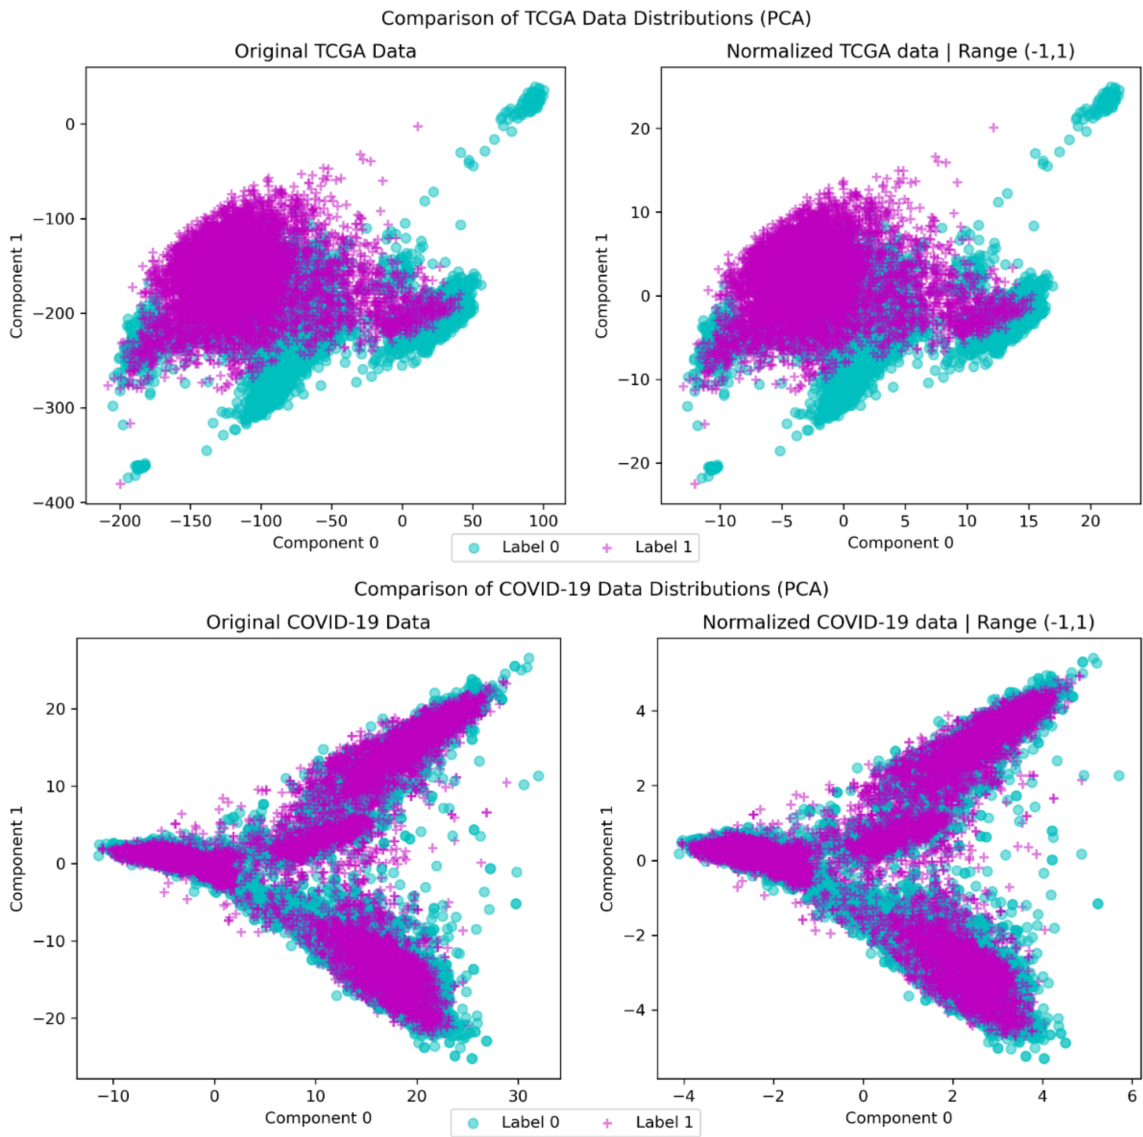 Comparison of TCGA Data Distributions (PCA)
Original TCGA Data
Normalized TCGA data | Range (-1,1)
Component 1
0
−100
−200
−300
−400
−200 −150 −100 −50 0 50 100
Component 0
Component 1
20
10
0
−10
−20
−10 −5 0 5 10 15 20
Component 0
Label 0 Label 1
Comparison of COVID-19 Data Distributions (PCA)
Original COVID-19 Data
Normalized COVID-19 data | Range (-1,1)
Component 1
20
10
0
−10
−20
−10 0 10 20 30
Component 0
Component 1
4
2
0
−2
−4
−4 −2 0 2 4 6
Component 0
Label 0 Label 1